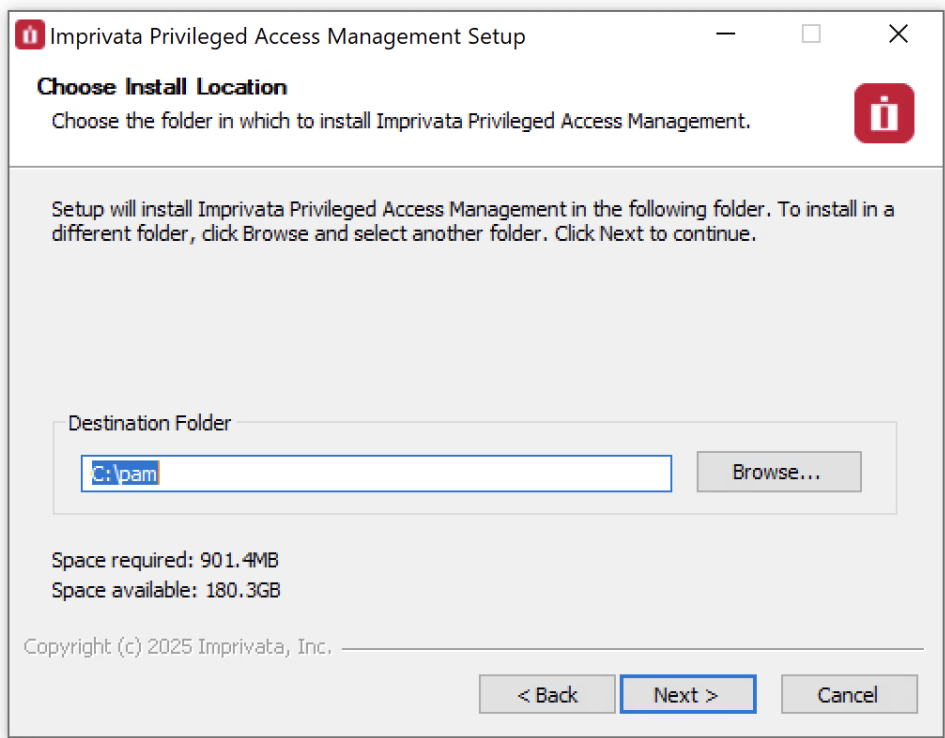 Imprivata Privileged Access Management Setup
Choose Install Location
Choose the folder in which to install Imprivata Privileged Access Management.
Setup will install Imprivata Privileged Access Management in the following folder. To install in a
different folder, click Browse and select another folder. Click Next to continue.
Destination Folder
C:\pam
Browse...
Space required: 901.4MB
Space available: 180.3GB
Copyright (c) 2025 Imprivata, Inc.
< Back
Next >
Cancel